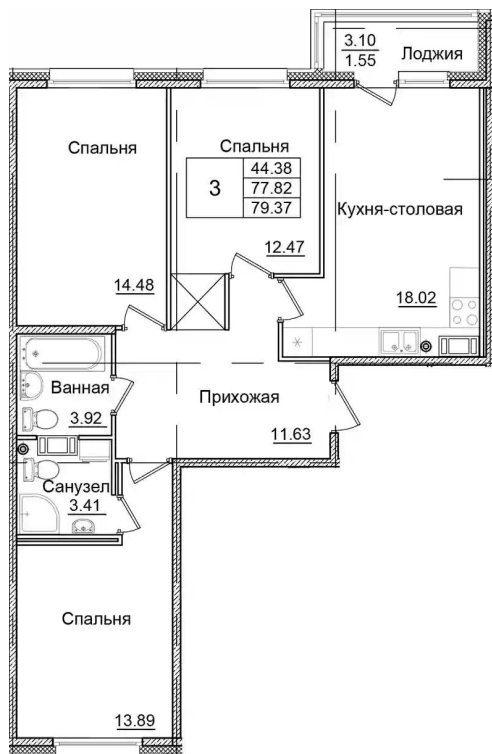 3.10
1.55
Лоджия
Спальня
Спальня
3
44.38
77.82
79.37
Кухня-столовая
12.47
14.48
18.02
Ванная
3.92
Прихожая
11.63
Санузел
3.41
Спальня
13.89